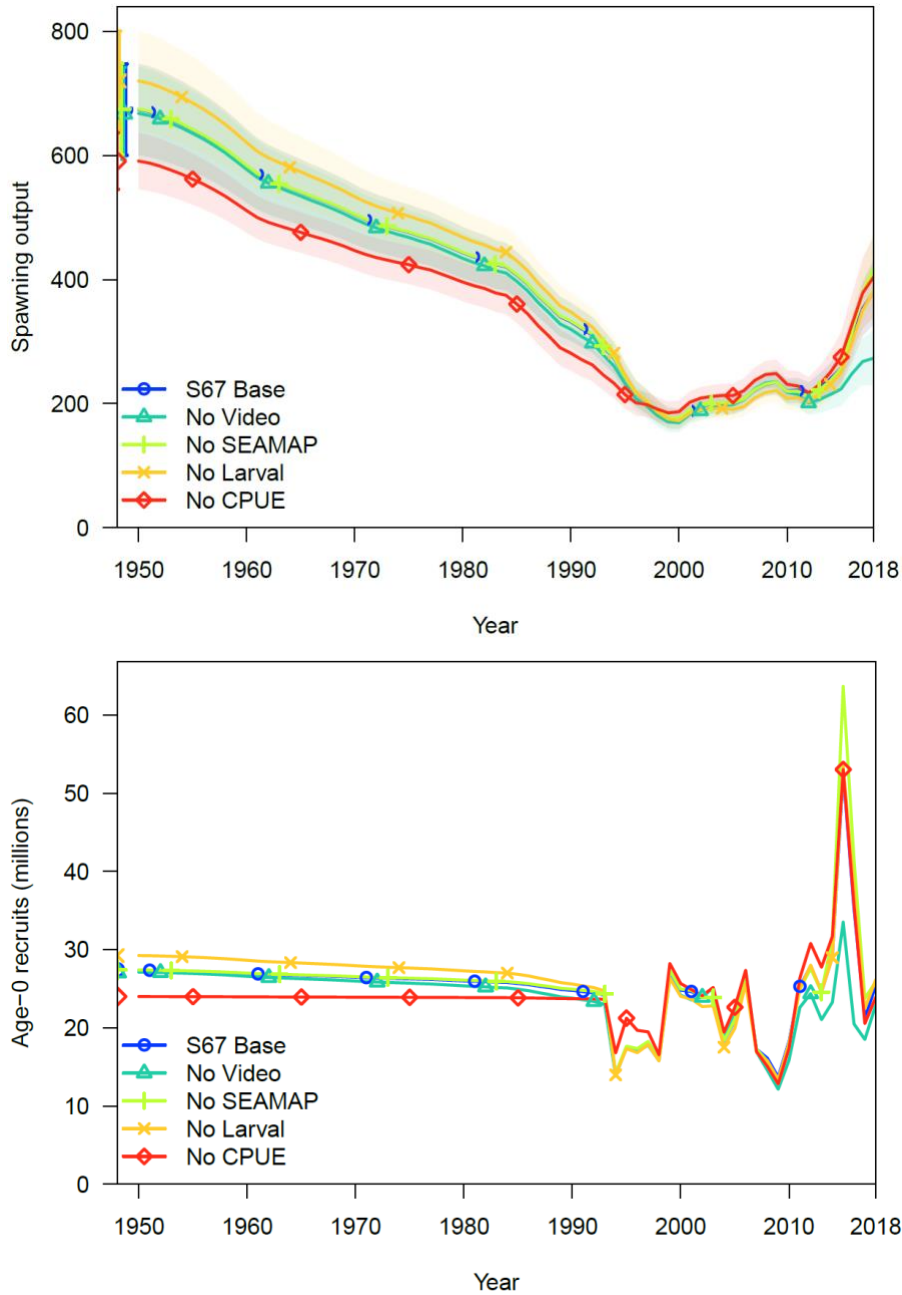 800
600
400
200
0
Spawning output
S67 Base
No Video
No SEAMAP
No Larval
No CPUE
1950 1960 1970 1980 1990 2000 2010 2018
Year
60
50
40
30
20
10
0
Age−0 recruits (millions)
S67 Base
No Video
No SEAMAP
No Larval
No CPUE
1950 1960 1970 1980 1990 2000 2010 2018
Year